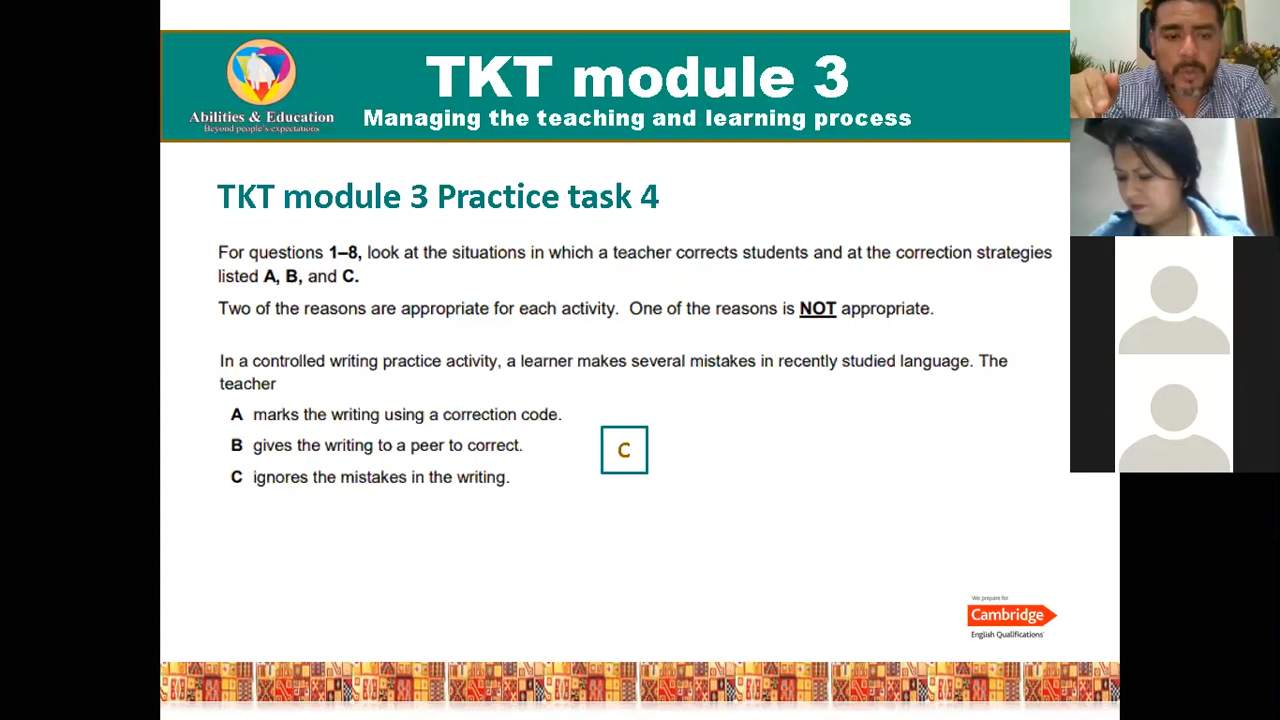 TKT module 3
Managing the teaching and learning process
Abilities & Education
Beyond people's expectations
TKT module 3 Practice task 4
For questions 1–8, look at the situations in which a teacher corrects students and at the correction strategies
listed A, B, and C.
Two of the reasons are appropriate for each activity. One of the reasons is NOT appropriate.
In a controlled writing practice activity, a learner makes several mistakes in recently studied language. The
teacher
A marks the writing using a correction code.
B gives the writing to a peer to correct.
C ignores the mistakes in the writing.
C
We prepare for
Cambridge
English Qualifications